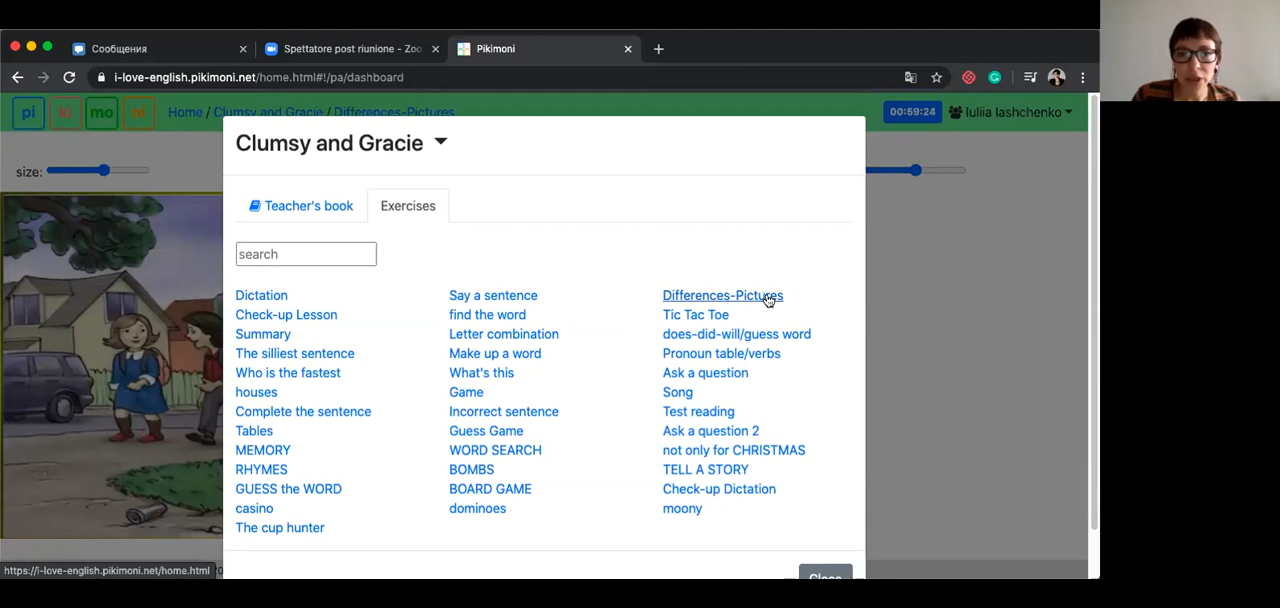 Сообщения
Spettatore post riunione - Zoo
Pikimoni
i-love-english.pikimoni.net/home.html#!/pa/dashboard
pi ki mo ni Home / Clumsy and Gracie / Differences-Pictures 00:59:24 Iuliia Iashchenko
size:
Clumsy and Gracie
Teacher's book Exercises
search
Dictation Say a sentence Differences-Pictures
Check-up Lesson find the word Tic Tac Toe
Summary Letter combination does-did-will/guess word
The silliest sentence Make up a word Pronoun table/verbs
Who is the fastest What's this Ask a question
houses Game Song
Complete the sentence Incorrect sentence Test reading
Tables Guess Game Ask a question 2
MEMORY WORD SEARCH not only for CHRISTMAS
RHYMES BOMBS TELL A STORY
GUESS the WORD BOARD GAME Check-up Dictation
casino dominoes moony
The cup hunter
https://i-love-english.pikimoni.net/home.html
Close